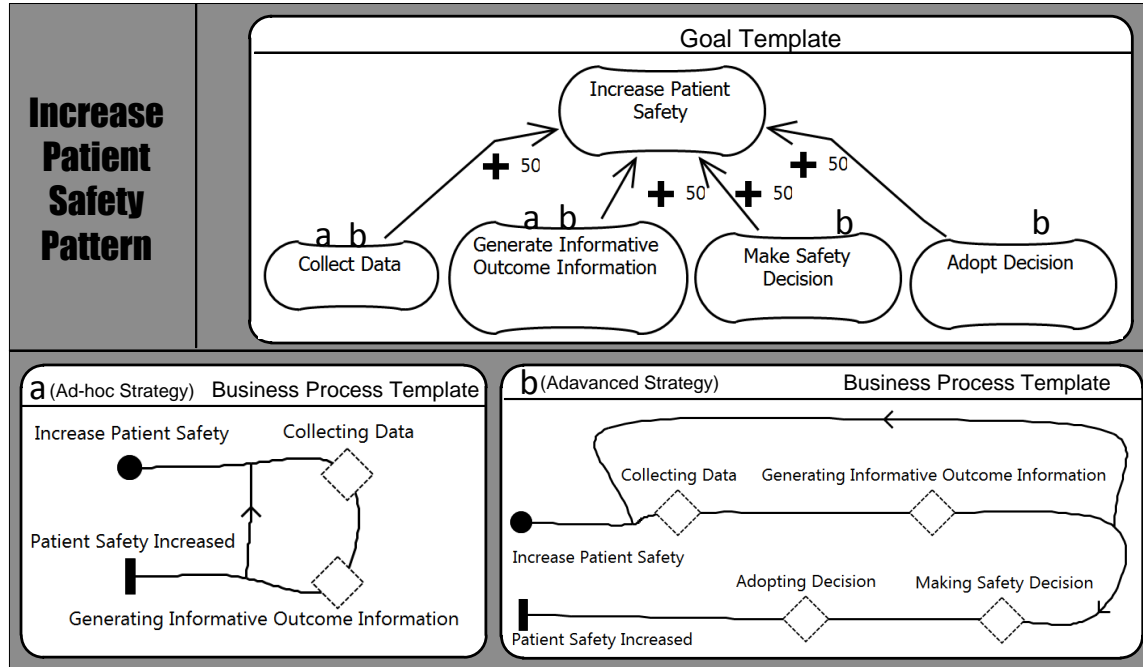 Increase
Patient
Safety
Pattern
Goal Template
Increase Patient
Safety
+ 50
+ 50
+ 50
+ 50
a b
Collect Data
a b
Generate Informative
Outcome Information
b
Make Safety
Decision
b
Adopt Decision
a (Ad-hoc Strategy) Business Process Template
Increase Patient Safety
Collecting Data
Patient Safety Increased
Generating Informative Outcome Information
b (Adavanced Strategy) Business Process Template
Collecting Data
Generating Informative Outcome Information
Increase Patient Safety
Adopting Decision
Making Safety Decision
Patient Safety Increased